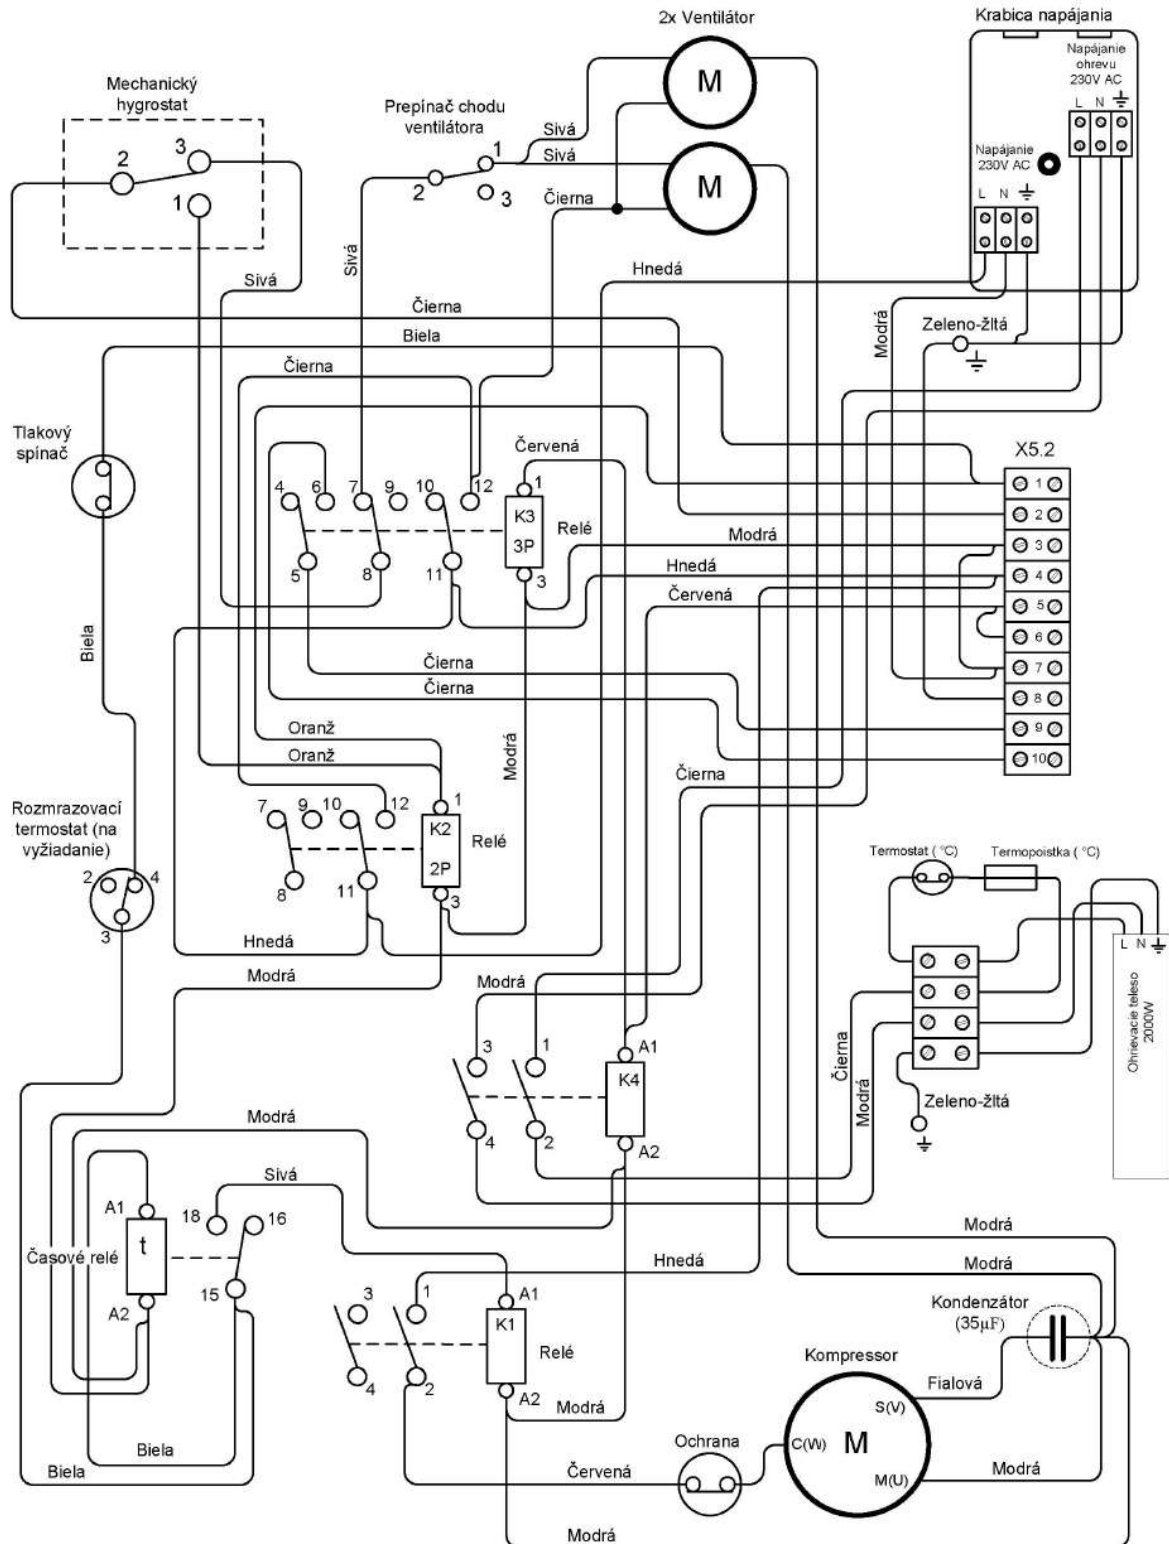 2x Ventilátor
Krabica napájania
Napájanie
ohrevu
230V AC
L N
Napájanie
230V AC
L N
Mechanický
hygrostat
2
3
1
Prepínač chodu
ventilátora
1
2
3
Sivá
Sivá
Čierna
M
M
Sivá
Sivá
Hnedá
Čierna
Biela
Modrá
Zeleno-žltá
Čierna
Tlakový
spínač
Červená
X5.2
4 6 7 9 10 12
1
K3
3P
Relé
3
5 8 11
Modrá
Hnedá
Červená
1
2
3
4
5
6
7
8
9
10
Biela
Čierna
Čierna
Oranž
Oranž
Modrá
Čierna
Rozmrazovací
termostat (na
vyžiadanie)
2 4
3
7 9 10 12
1
K2
2P
Relé
3
8 11
Hnedá
Modrá
Modrá
Termostat ( °C)
Termopoistka ( °C)
L N
Ohrievacie teleso
2000W
Čierna
Modrá
Zeleno-žltá
3 1
A1
K4
4 2
A2
Modrá
Sivá
A1
18 16
t
Časové relé
A2
15
Hnedá
3 1
A1
K1
Relé
4 2
A2
Modrá
Modrá
Modrá
Kondenzátor
(35µF)
Kompressor
Fialová
S(V)
C(W)
M
M(U)
Modrá
Ochrana
Červená
Modrá
Biela
Biela